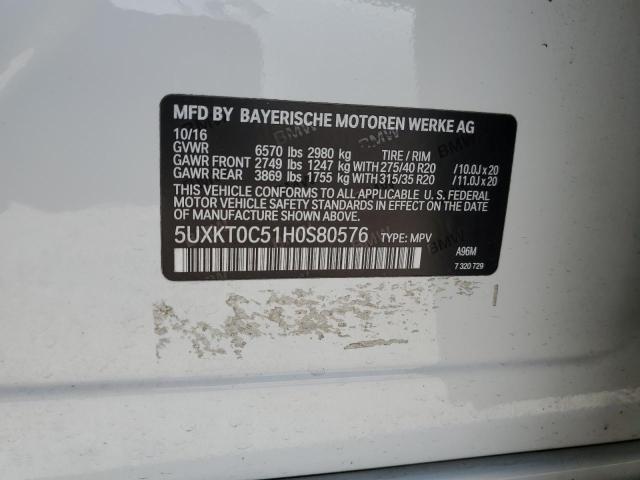 MFD BY BAYERISCHE MOTOREN WERKE AG
10/16
GVWR 6570 lbs 2980 kg TIRE / RIM
GAWR FRONT 2749 lbs 1247 kg WITH 275/40 R20 /10.0J x 20
GAWR REAR 3869 lbs 1755 kg WITH 315/35 R20 /11.0J x 20
THIS VEHICLE CONFORMS TO ALL APPLICABLE U. S. FEDERAL
MOTOR VEHICLE SAFETY STANDARDS IN EFFECT
ON THE DATE OF MANUFACTURE SHOWN ABOVE.
5UXKT0C51H0S80576 TYPE: MPV
A96M
7 320 729